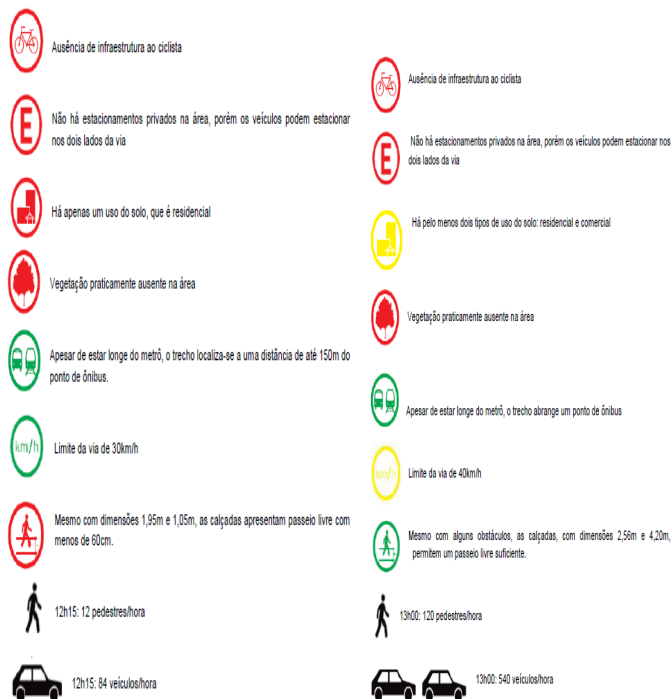 Ausência de infraestrutura ao ciclista
E
Não há estacionamentos privados na área, porém os veículos podem estacionar
nos dois lados da via
Há apenas um uso do solo, que é residencial
Vegetação praticamente ausente na área
Apesar de estar longe do metrô, o trecho localiza-se a uma distância de até 150m do
ponto de ônibus.
km/h
Limite da via de 30km/h
Mesmo com dimensões 1,95m e 1,05m, as calçadas apresentam passeio livre com
menos de 60cm.
12h15: 12 pedestres/hora
12h15: 84 veículos/hora
Ausência de infraestrutura ao ciclista
E
Não há estacionamentos privados na área, porém os veículos podem estacionar nos
dois lados da via
Há pelo menos dois tipos de uso do solo: residencial e comercial
Vegetação praticamente ausente na área
Apesar de estar longe do metrô, o trecho abrange um ponto de ônibus
km/h
Limite da via de 40km/h
Mesmo com alguns obstáculos, as calçadas, com dimensões 2,56m e 4,20m,
permitem um passeio livre suficiente.
13h00: 120 pedestres/hora
13h00: 540 veículos/hora